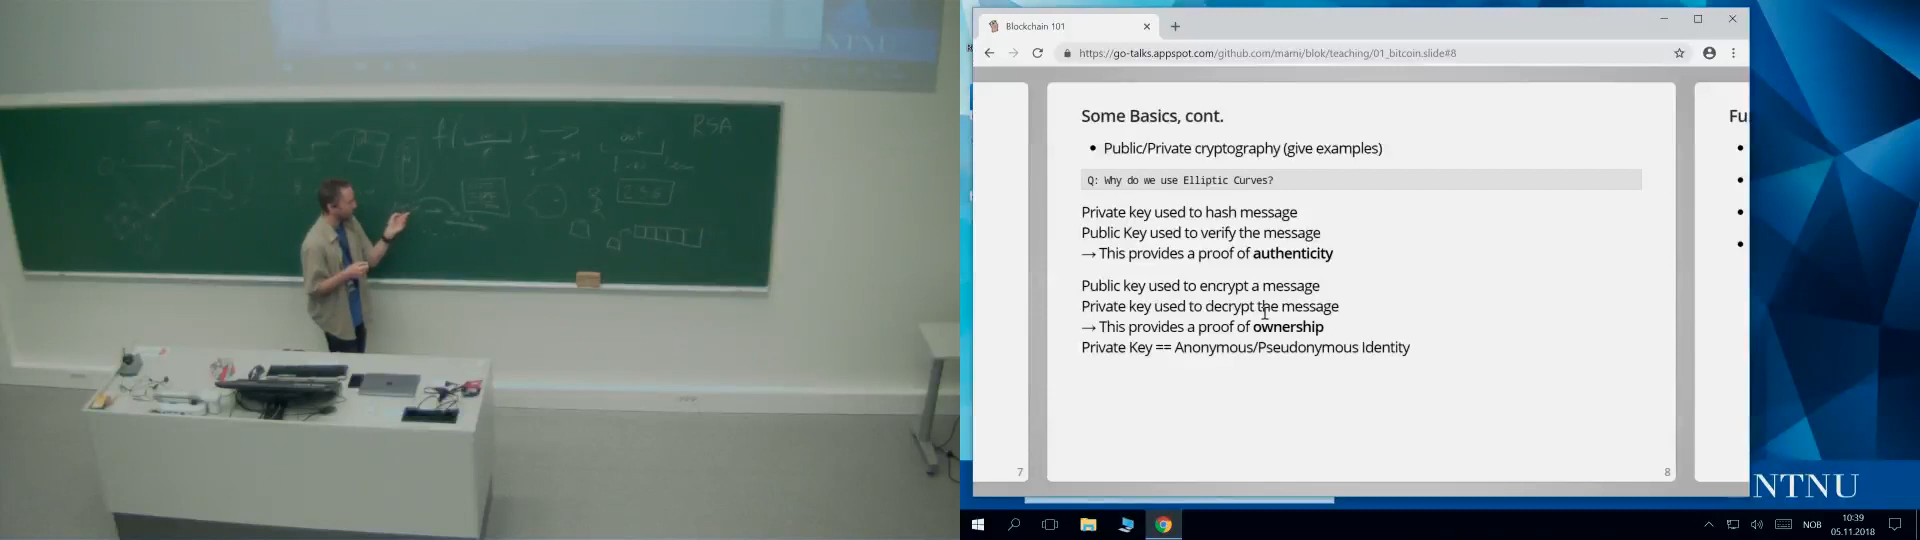 NTNU
RSA
out
Blockchain 101
https://go-talks.appspot.com/github.com/mami/blok/teaching/01_bitcoin.slide#8
Some Basics, cont.
• Public/Private cryptography (give examples)
Q: Why do we use Elliptic Curves?
Private key used to hash message
Public Key used to verify the message
→ This provides a proof of authenticity
Public key used to encrypt a message
Private key used to decrypt the message
→ This provides a proof of ownership
Private Key == Anonymous/Pseudonymous Identity
7
8
Fu
NTNU
NOB
10:39
05.11.2018